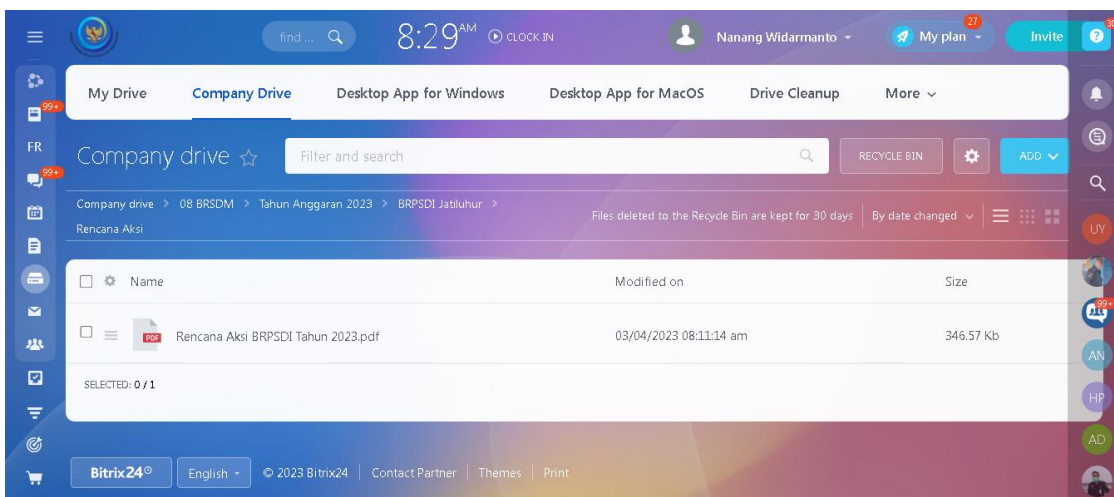 find ...
8:29 AM
CLOCK IN
Nanang Widarmanto
27
My plan
Invite
30
My Drive
Company Drive
Desktop App for Windows
Desktop App for MacOS
Drive Cleanup
More
99+
FR
99+
Company drive
Filter and search
RECYCLE BIN
ADD
Company drive > 08 BRSDM > Tahun Anggaran 2023 > BRPSDI Jatiluhur >
Rencana Aksi
Files deleted to the Recycle Bin are kept for 30 days
By date changed
Name
Modified on
Size
PDF
Rencana Aksi BRPSDI Tahun 2023.pdf
03/04/2023 08:11:14 am
346.57 Kb
SELECTED: 0 / 1
UY
99+
AN
HP
AD
Bitrix24
English
© 2023 Bitrix24
Contact Partner
Themes
Print